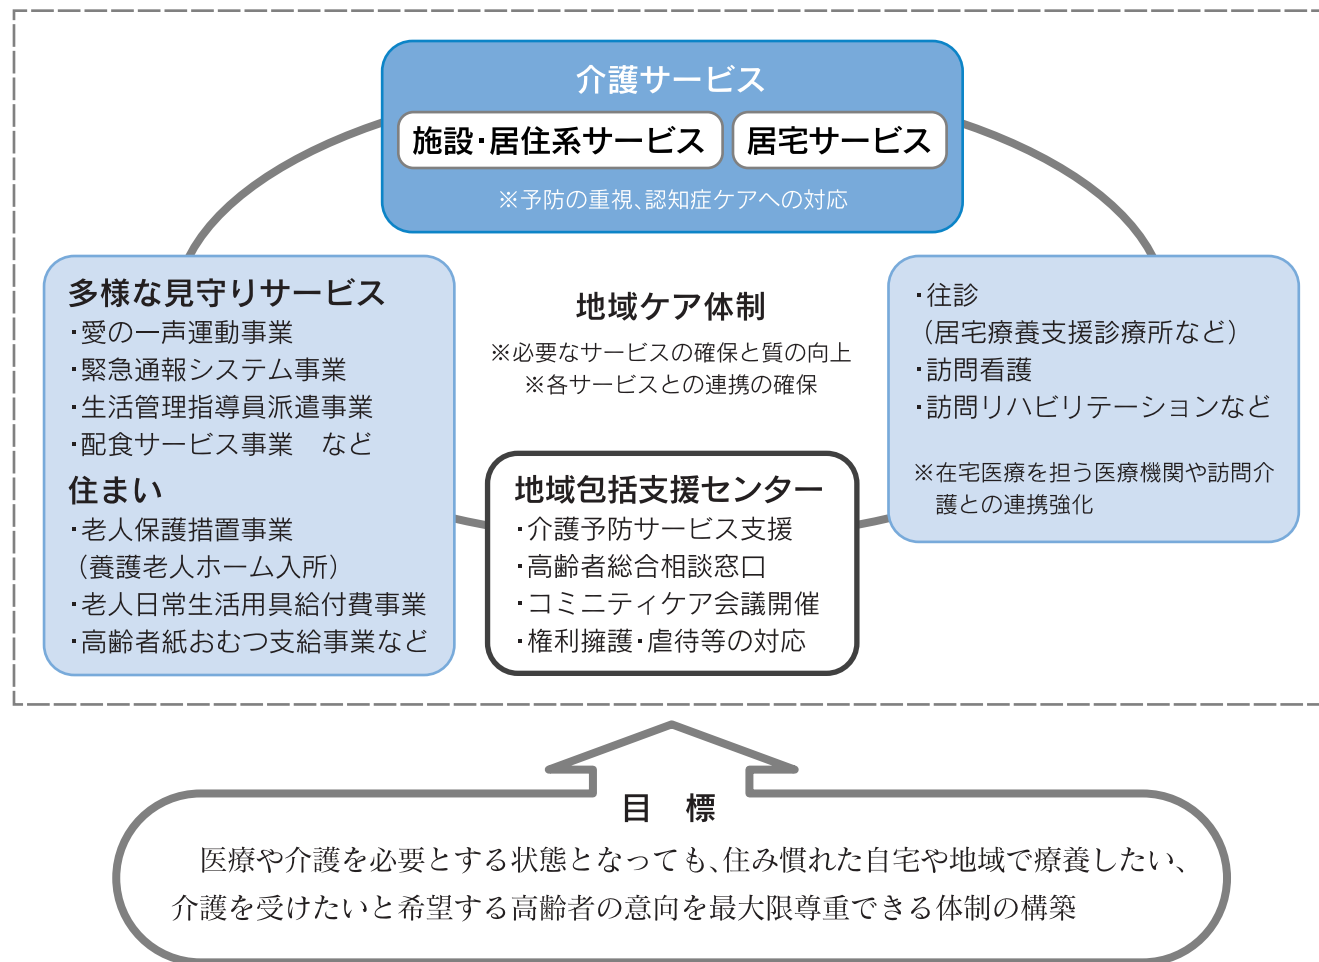 介護サービス
施設・居住系サービス
居宅サービス
※予防の重視、認知症ケアへの対応
多様な見守りサービス
・愛の一声運動事業
・緊急通報システム事業
・生活管理指導員派遣事業
・配食サービス事業　など
住まい
・老人保護措置事業
（養護老人ホーム入所）
・老人日常生活用具給付費事業
・高齢者紙おむつ支給事業など
地域ケア体制
※必要なサービスの確保と質の向上
※各サービスとの連携の確保
・往診
（居宅療養支援診療所など）
・訪問看護
・訪問リハビリテーションなど
※在宅医療を担う医療機関や訪問介
護との連携強化
地域包括支援センター
・介護予防サービス支援
・高齢者総合相談窓口
・コミニティケア会議開催
・権利擁護・虐待等の対応
目　標
医療や介護を必要とする状態となっても、住み慣れた自宅や地域で療養したい、
介護を受けたいと希望する高齢者の意向を最大限尊重できる体制の構築